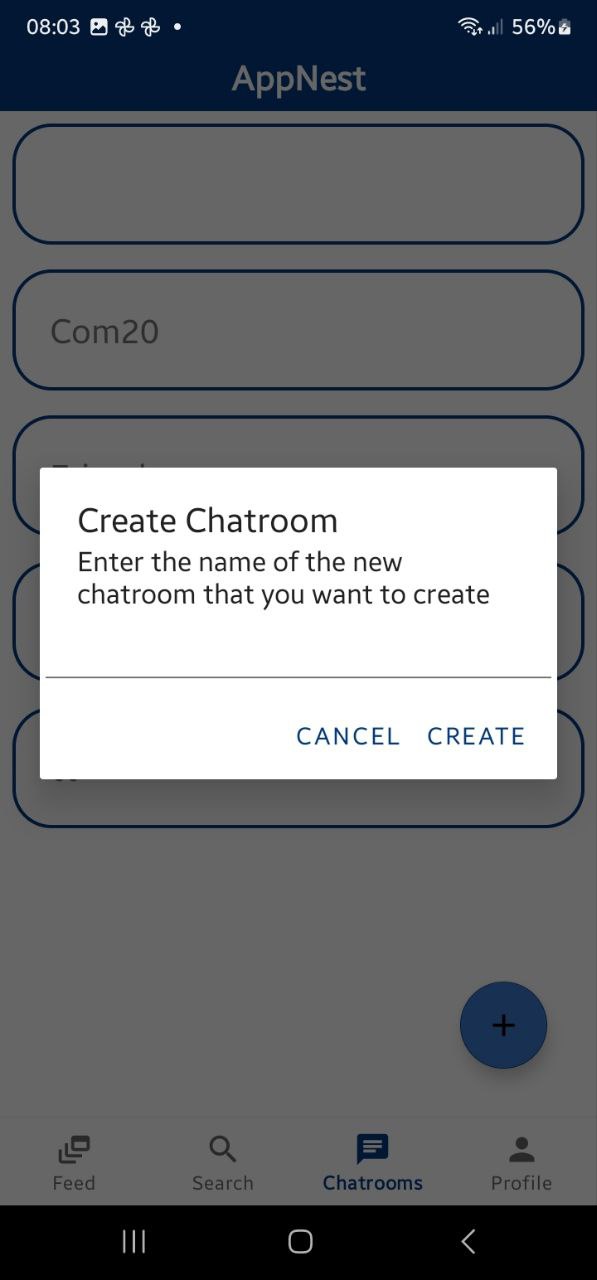 08:03
56%
AppNest
Com20
Create Chatroom
Enter the name of the new
chatroom that you want to create
CANCEL CREATE
Feed Search Chatrooms Profile